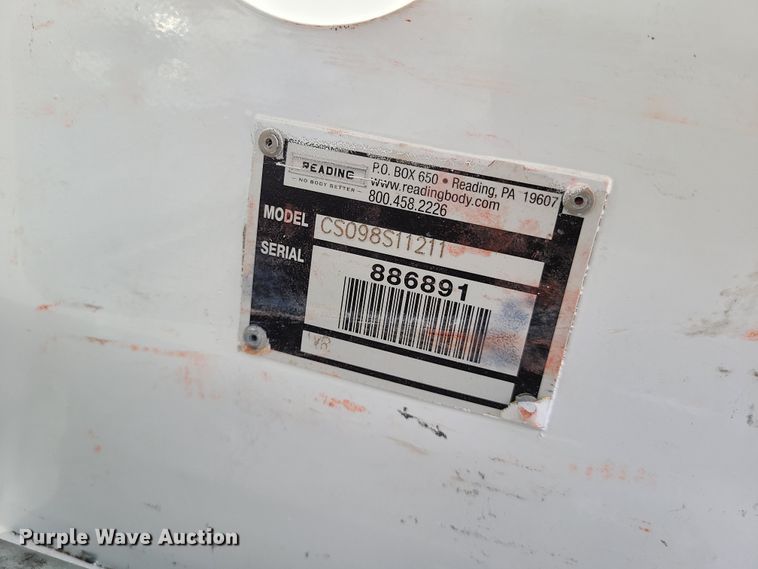 READING
NO BODY BETTER
P.O. BOX 650 • Reading, PA 19607
www.readingbody.com
800.458.2226
MODEL CS098S11211
SERIAL
886891
VR
Purple Wave Auction